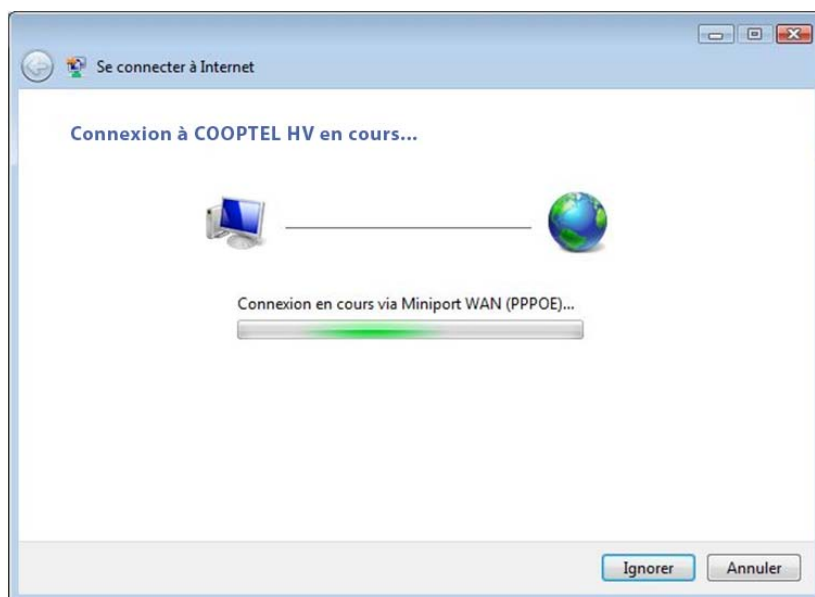 Se connecter à Internet
Connexion à COOPTEL HV en cours...
Connexion en cours via Miniport WAN (PPPOE)...
Ignorer
Annuler